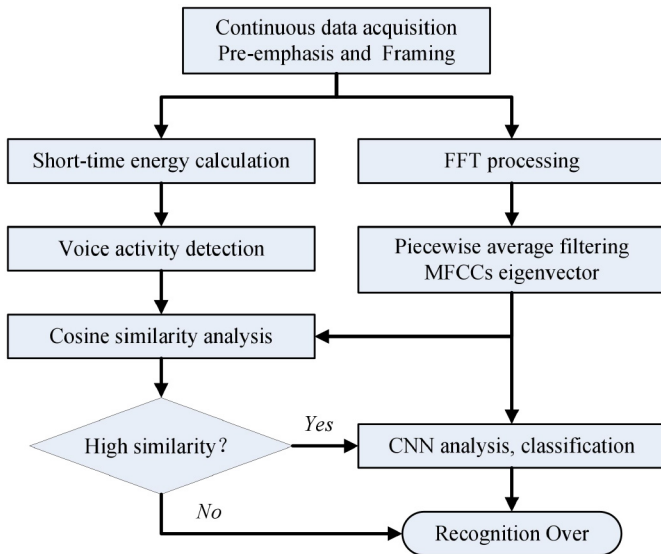 Continuous data acquisition
Pre-emphasis and Framing
Short-time energy calculation
FFT processing
Voice activity detection
Piecewise average filtering
MFCCs eigenvector
Cosine similarity analysis
High similarity?
Yes
CNN analysis, classification
No
Recognition Over